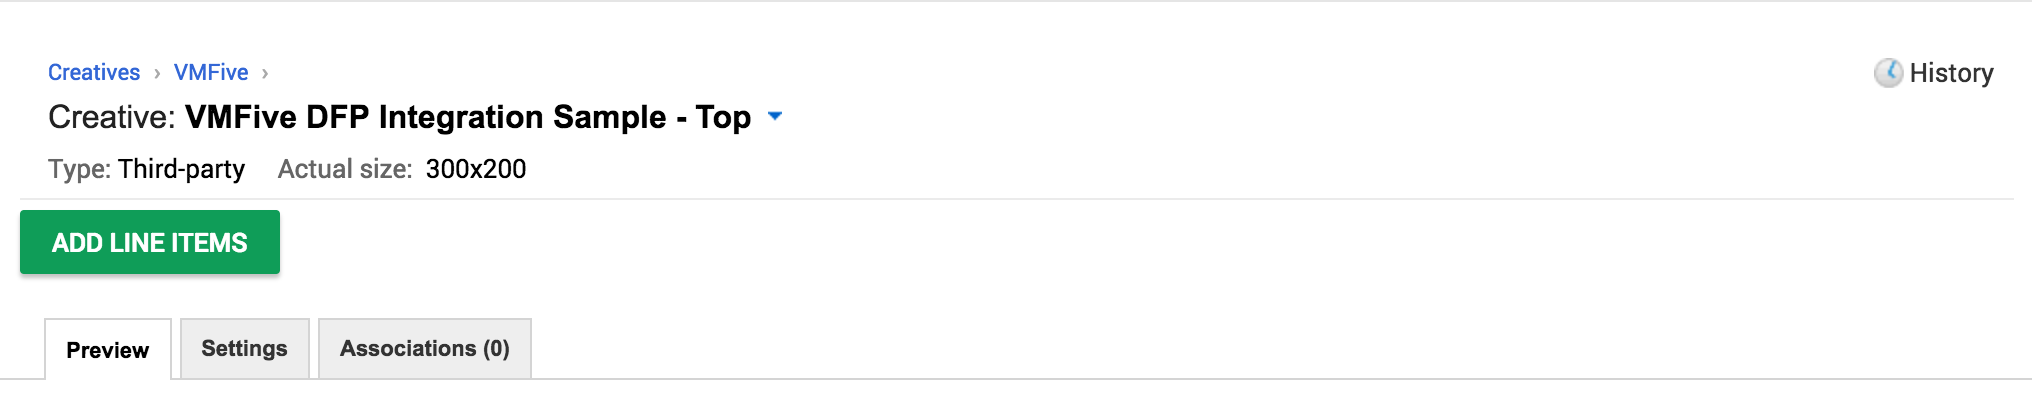 Creatives › VMFive ›
History
Creative: VMFive DFP Integration Sample - Top
Type: Third-party Actual size: 300x200
ADD LINE ITEMS
Preview
Settings
Associations (0)